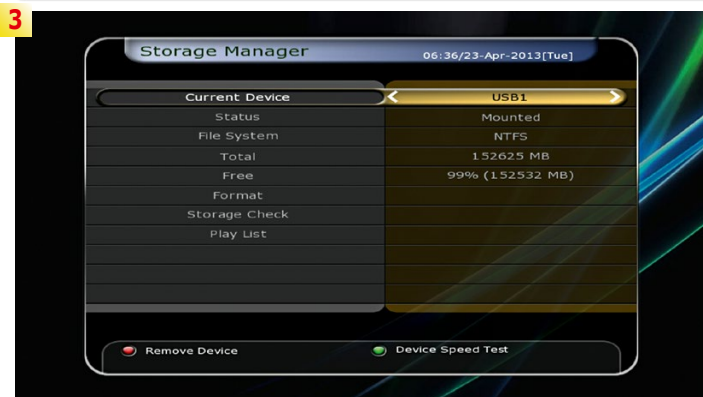 3
Storage Manager 06:36/23-Apr-2013[Tue]
Current Device USB1
Status Mounted
File System NTFS
Total 152625 MB
Free 99% (152532 MB)
Format
Storage Check
Play List
Remove Device Device Speed Test